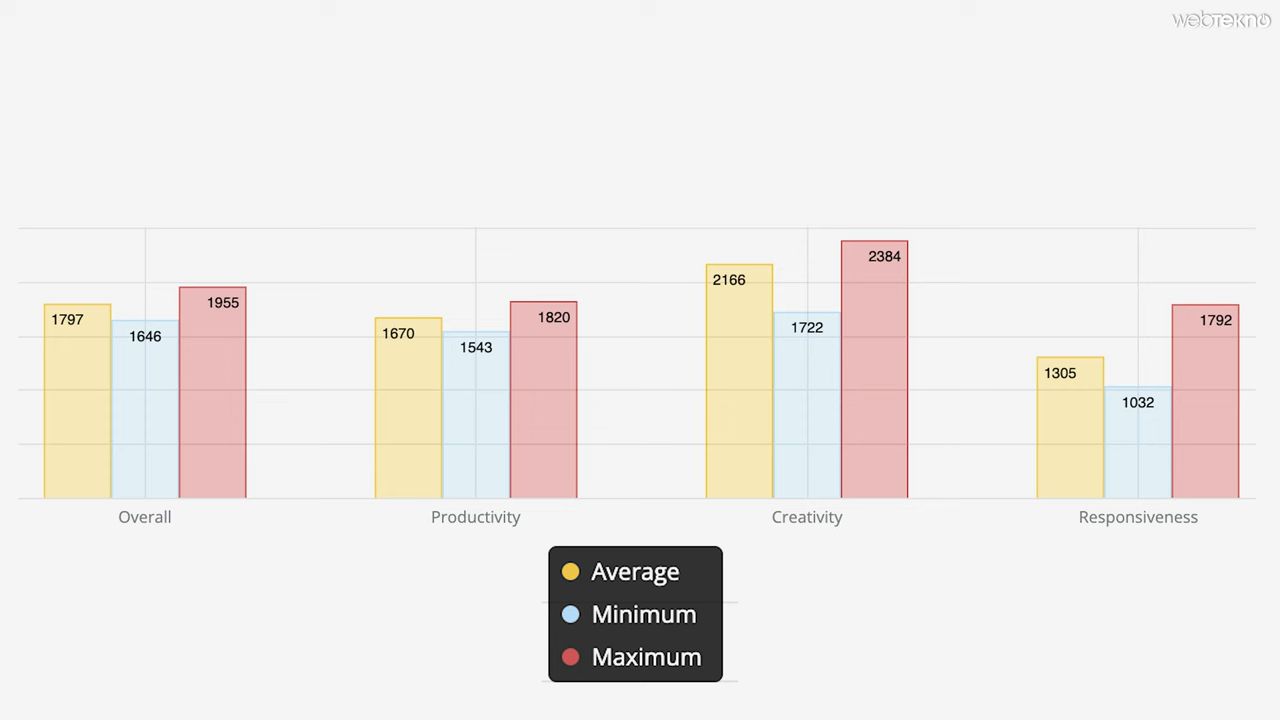 webtekno
1797
1646
1955
1670
1543
1820
2166
1722
2384
1305
1032
1792
Overall
Productivity
Creativity
Responsiveness
Average
Minimum
Maximum